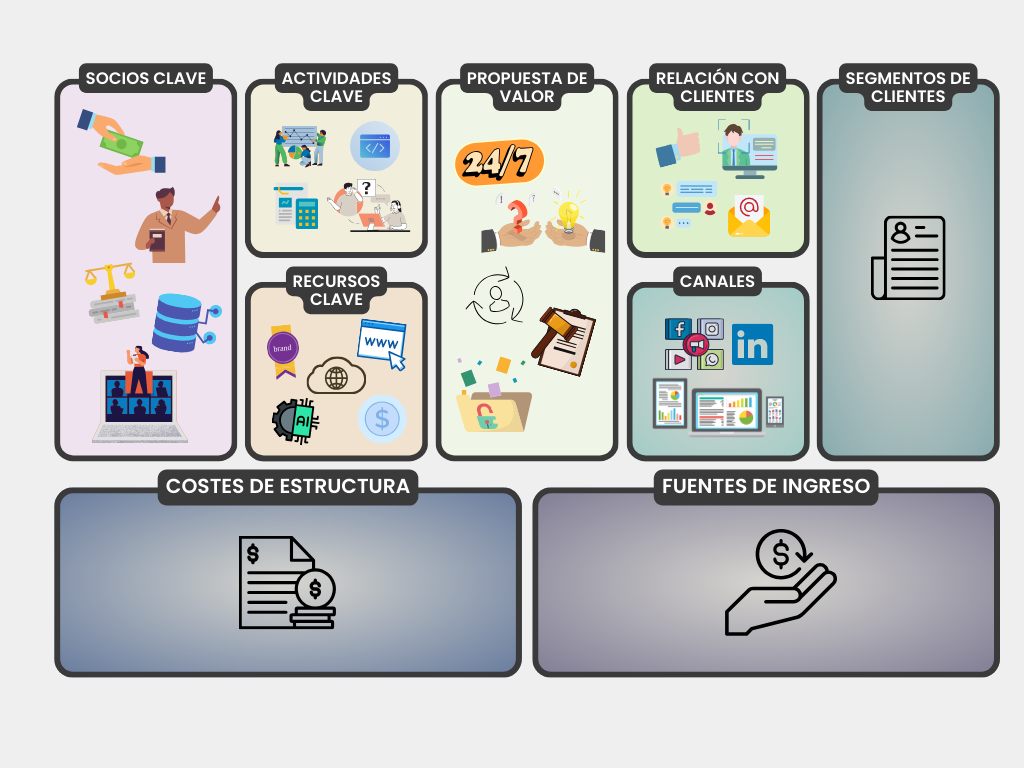 SOCIOS CLAVE
ACTIVIDADES
CLAVE
?
RECURSOS
CLAVE
brand
WWW
AI
$
PROPUESTA DE
VALOR
24/7
?
RELACIÓN CON
CLIENTES
@
CANALES
f
in
SEGMENTOS DE
CLIENTES
COSTES DE ESTRUCTURA
$
$
FUENTES DE INGRESO
$